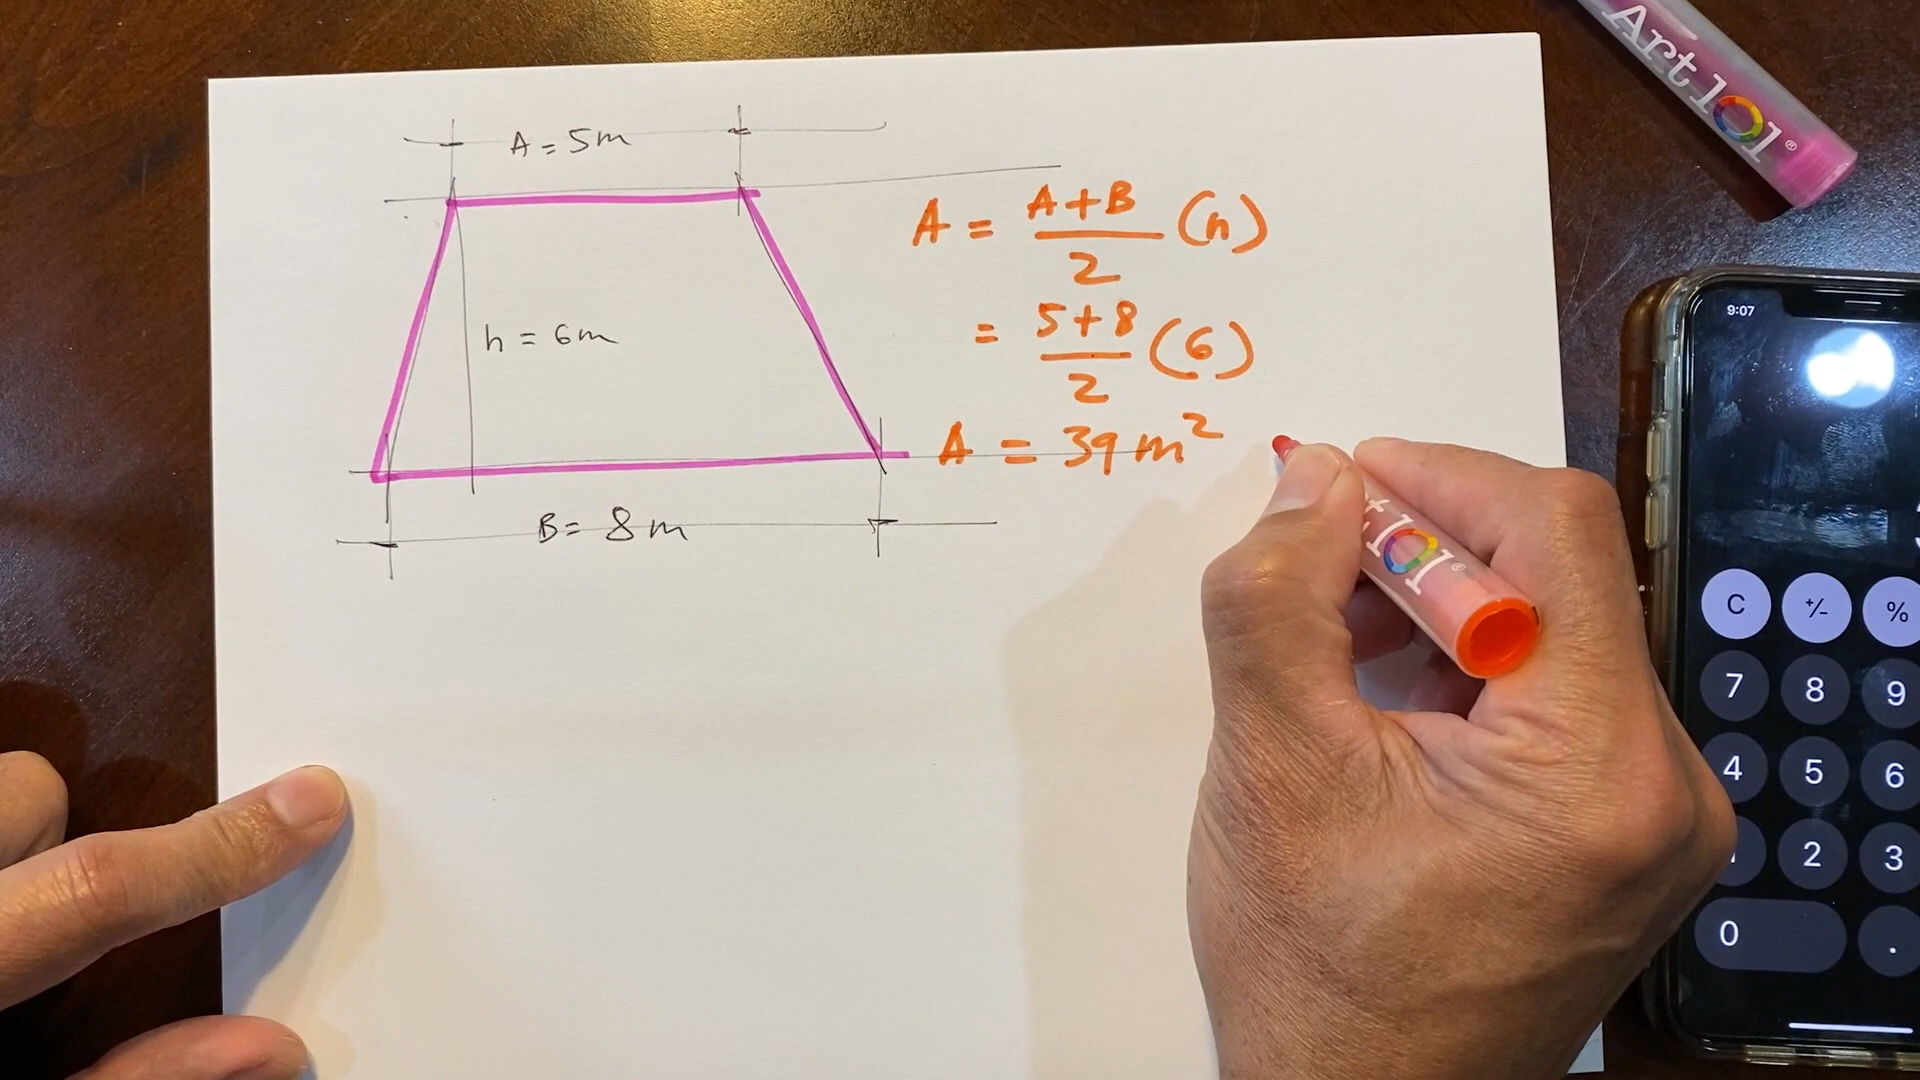 A = 5m
h = 6m
B = 8m
A = A+B/2 (h)
= 5+8/2 (6)
A = 39m²
Art101®
9:07
C +/- %
7 8 9
4 5 6
2 3
0 .